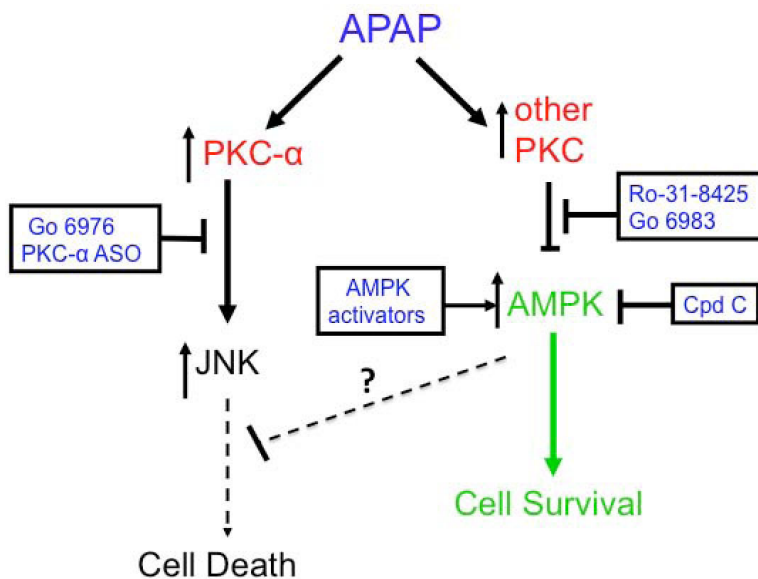 APAP
PKC-α
other
PKC
Go 6976
PKC-α ASO
Ro-31-8425
Go 6983
AMPK
activators
AMPK
Cpd C
JNK
?
Cell Survival
Cell Death